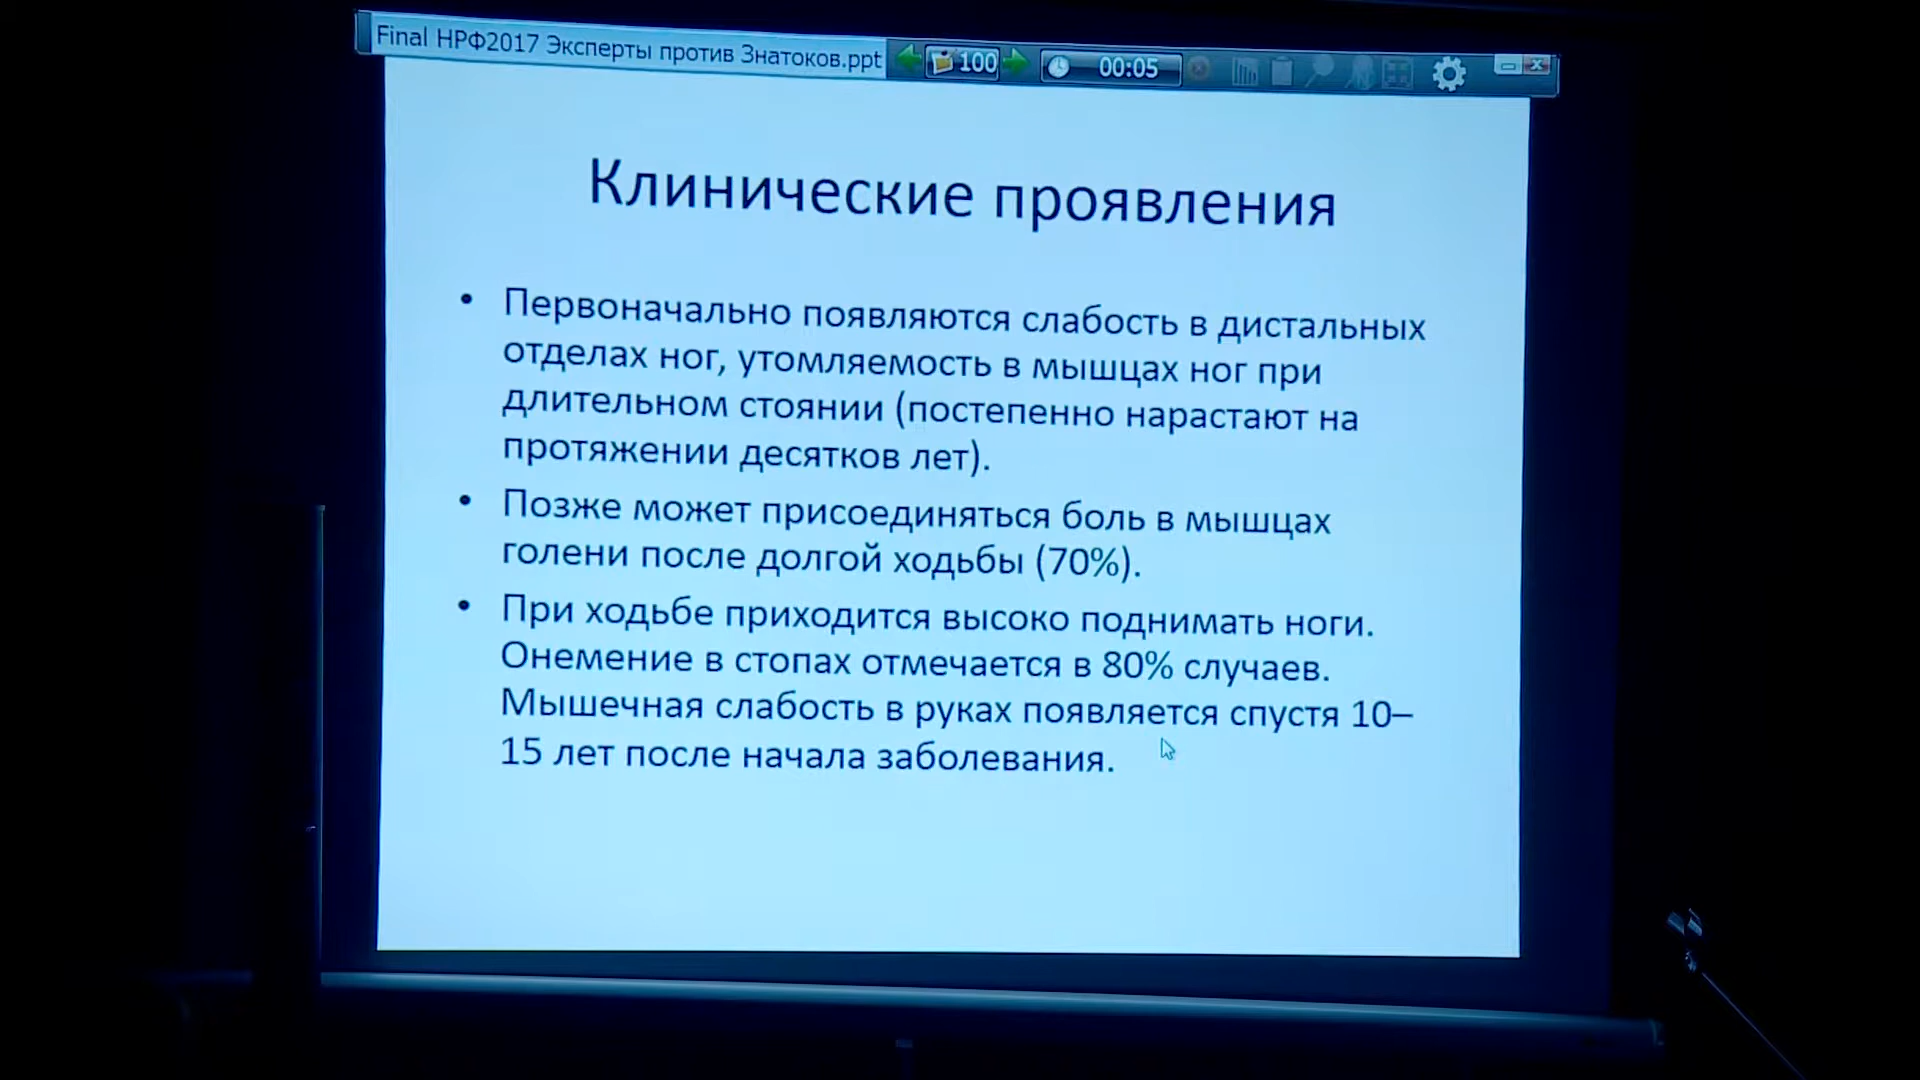 Final НРФ2017 Эксперты против Знатоков.ppt
100
00:05
Клинические проявления
• Первоначально появляются слабость в дистальных
отделах ног, утомляемость в мышцах ног при
длительном стоянии (постепенно нарастают на
протяжении десятков лет).
• Позже может присоединяться боль в мышцах
голени после долгой ходьбы (70%).
• При ходьбе приходится высоко поднимать ноги.
Онемение в стопах отмечается в 80% случаев.
Мышечная слабость в руках появляется спустя 10–
15 лет после начала заболевания.